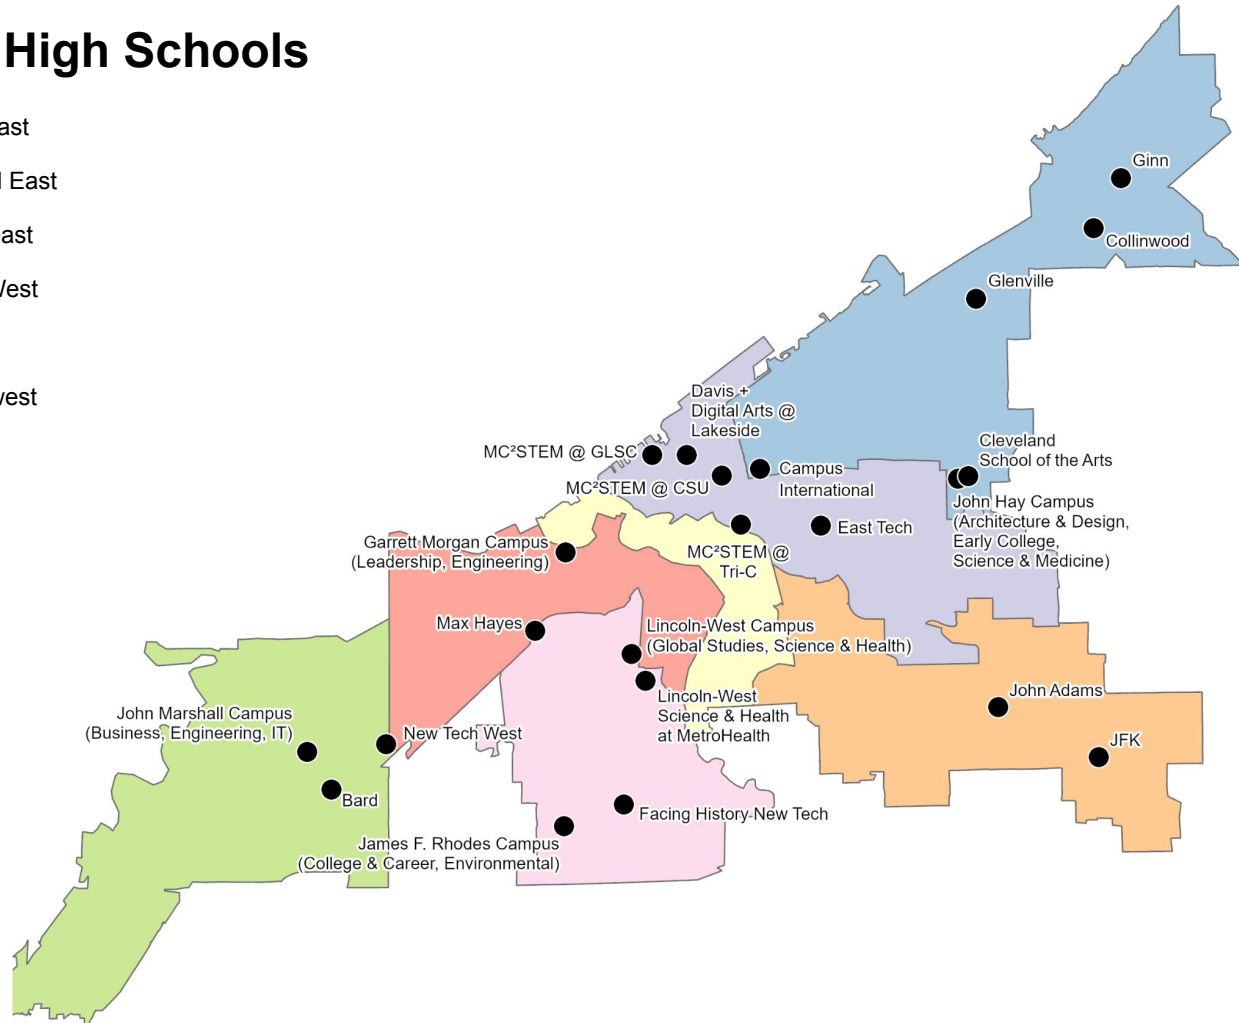 High Schools
ast
East
ast
West
west
Ginn
Collinwood
Glenville
Davis +
Digital Arts @
Lakeside
MC²STEM @ GLSC
Campus
International
MC²STEM @ CSU
Cleveland
School of the Arts
John Hay Campus
(Architecture & Design,
Early College,
Science & Medicine)
East Tech
MC²STEM @
Tri-C
Garrett Morgan Campus
(Leadership, Engineering)
Max Hayes
Lincoln-West Campus
(Global Studies, Science & Health)
Lincoln-West
Science & Health
at MetroHealth
John Adams
JFK
John Marshall Campus
(Business, Engineering, IT)
New Tech West
Bard
Facing History New Tech
James F. Rhodes Campus
(College & Career, Environmental)